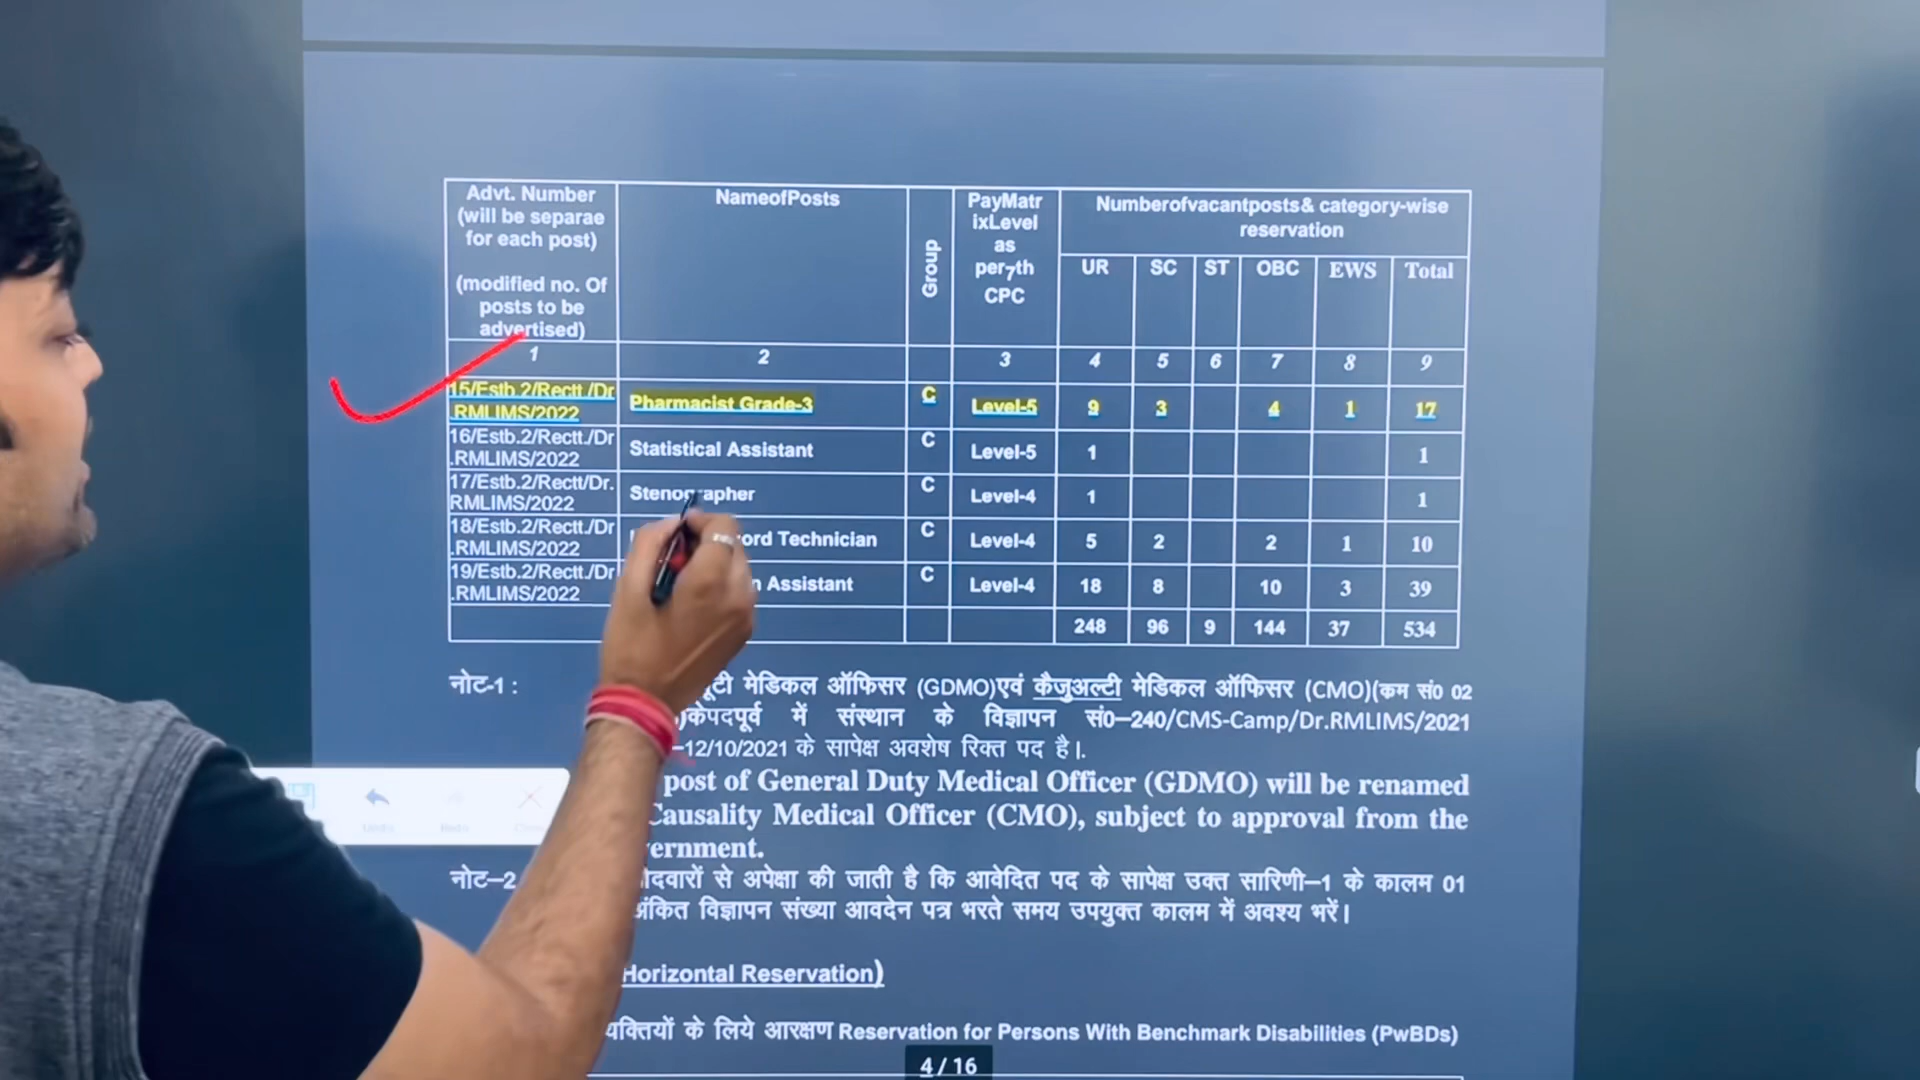 Advt. Number
(will be separae
for each post)
(modified no. Of
posts to be
advertised)
NameofPosts
Group
PayMatr
ixLevel
as
per7th
CPC
Numberofvacantposts& category-wise
reservation
UR SC ST OBC EWS Total
1 2 3 4 5 6 7 8 9
15/Estb.2/Rectt./Dr
.RMLIMS/2022
Pharmacist Grade-3 C Level-5 9 3 4 1 17
16/Estb.2/Rectt./Dr
.RMLIMS/2022
Statistical Assistant C Level-5 1 1
17/Estb.2/Rectt/Dr.
RMLIMS/2022
Stenographer C Level-4 1 1
18/Estb.2/Rectt./Dr
.RMLIMS/2022
Technician C Level-4 5 2 2 1 10
19/Estb.2/Rectt./Dr
.RMLIMS/2022
Assistant C Level-4 18 8 10 3 39
248 96 9 144 37 534
नोट-1 : मेडिकल ऑफिसर (GDMO)एवं कैजुअल्टी मेडिकल ऑफिसर (CMO)(कम सं0 02
केपदपूर्व में संस्थान के विज्ञापन सं0–240/CMS-Camp/Dr.RMLIMS/2021
–12/10/2021 के सापेक्ष अवशेष रिक्त पद है।.
post of General Duty Medical Officer (GDMO) will be renamed
Causality Medical Officer (CMO), subject to approval from the
नोट–2 से अपेक्षा की जाती है कि आवेदित पद के सापेक्ष उक्त सारिणी–1 के कालम 01
अंकित विज्ञापन संख्या आवदेन पत्र भरते समय उपयुक्त कालम में अवश्य भरें।
Horizontal Reservation)
के लिये आरक्षण Reservation for Persons With Benchmark Disabilities (PwBDs)
4 / 16
Undo Redo